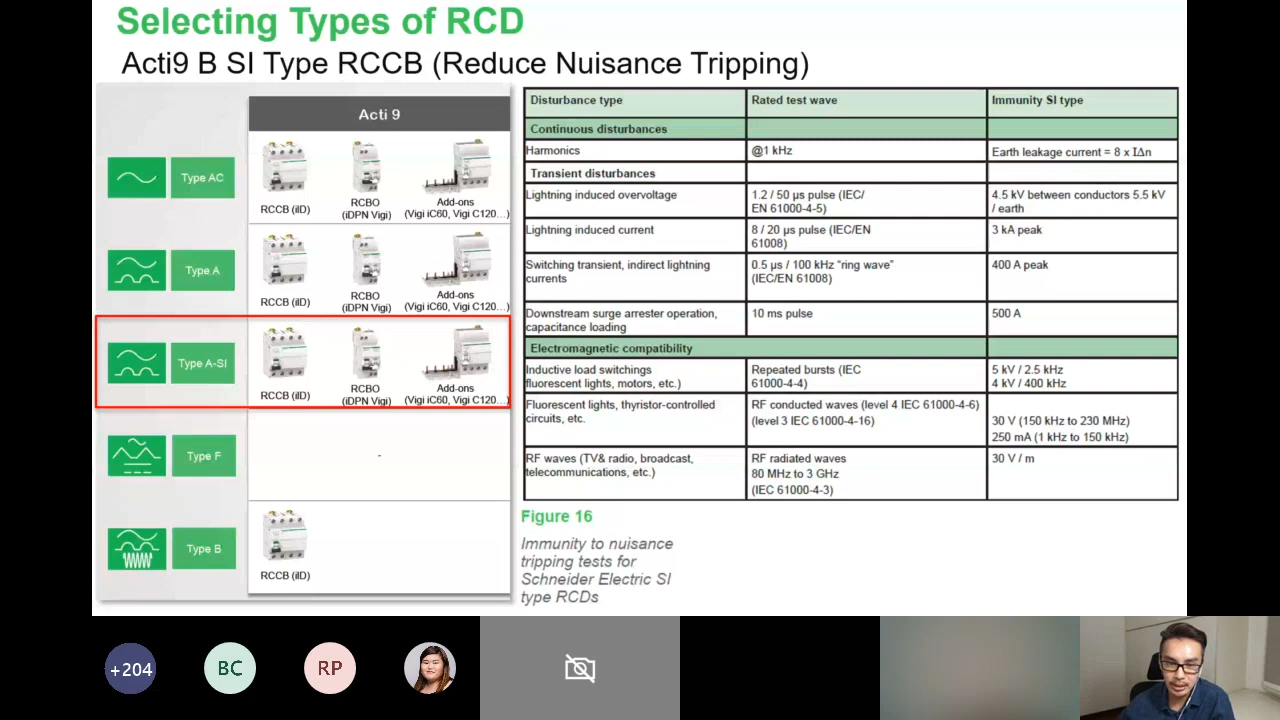 Selecting Types of RCD
Acti9 B SI Type RCCB (Reduce Nuisance Tripping)
Acti 9
Type AC
RCCB (iID)
RCBO
(iDPN Vigi)
Add-ons
(Vigi iC60, Vigi C120...)
Type A
RCCB (iID)
RCBO
(iDPN Vigi)
Add-ons
(Vigi iC60, Vigi C120...)
Type A-SI
RCCB (iID)
RCBO
(iDPN Vigi)
Add-ons
(Vigi iC60, Vigi C120...)
Type F
-
Type B
RCCB (iID)
Disturbance type
Rated test wave
Immunity SI type
Continuous disturbances
Harmonics
@1 kHz
Earth leakage current = 8 x IΔn
Transient disturbances
Lightning induced overvoltage
1.2 / 50 µs pulse (IEC/
EN 61000-4-5)
4.5 kV between conductors 5.5 kV
/ earth
Lightning induced current
8 / 20 µs pulse (IEC/EN
61008)
3 kA peak
Switching transient, indirect lightning
currents
0.5 µs / 100 kHz “ring wave”
(IEC/EN 61008)
400 A peak
Downstream surge arrester operation,
capacitance loading
10 ms pulse
500 A
Electromagnetic compatibility
Inductive load switchings
fluorescent lights, motors, etc.)
Repeated bursts (IEC
61000-4-4)
5 kV / 2.5 kHz
4 kV / 400 kHz
Fluorescent lights, thyristor-controlled
circuits, etc.
RF conducted waves (level 4 IEC 61000-4-6)
(level 3 IEC 61000-4-16)
30 V (150 kHz to 230 MHz)
250 mA (1 kHz to 150 kHz)
RF waves (TV& radio, broadcast,
telecommunications, etc.)
RF radiated waves
80 MHz to 3 GHz
(IEC 61000-4-3)
30 V / m
Figure 16
Immunity to nuisance
tripping tests for
Schneider Electric SI
type RCDs
+204
BC
RP